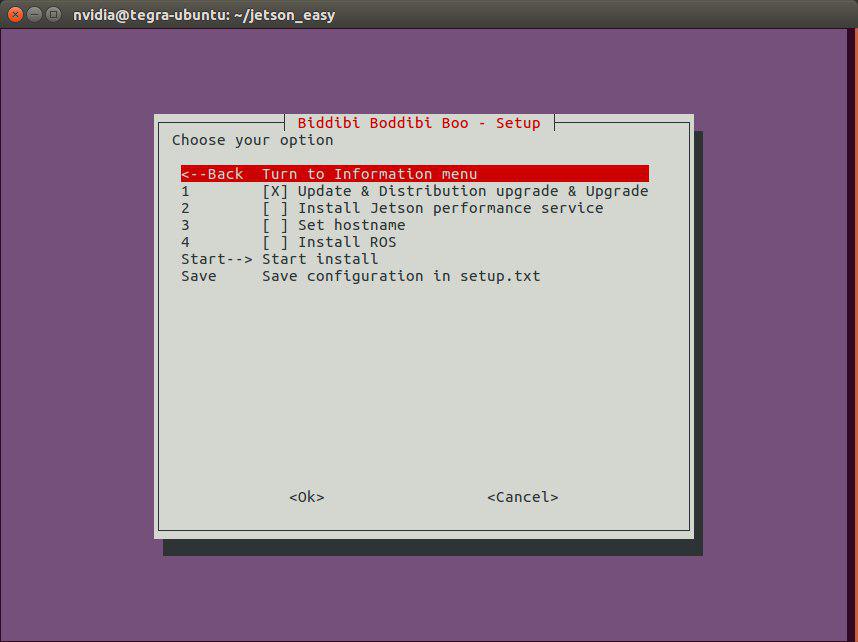 nvidia@tegra-ubuntu: ~/jetson_easy
Biddibi Boddibi Boo - Setup
Choose your option
<--Back  Turn to Information menu
1        [X] Update & Distribution upgrade & Upgrade
2        [ ] Install Jetson performance service
3        [ ] Set hostname
4        [ ] Install ROS
Start--> Start install
Save     Save configuration in setup.txt
<Ok>                  <Cancel>